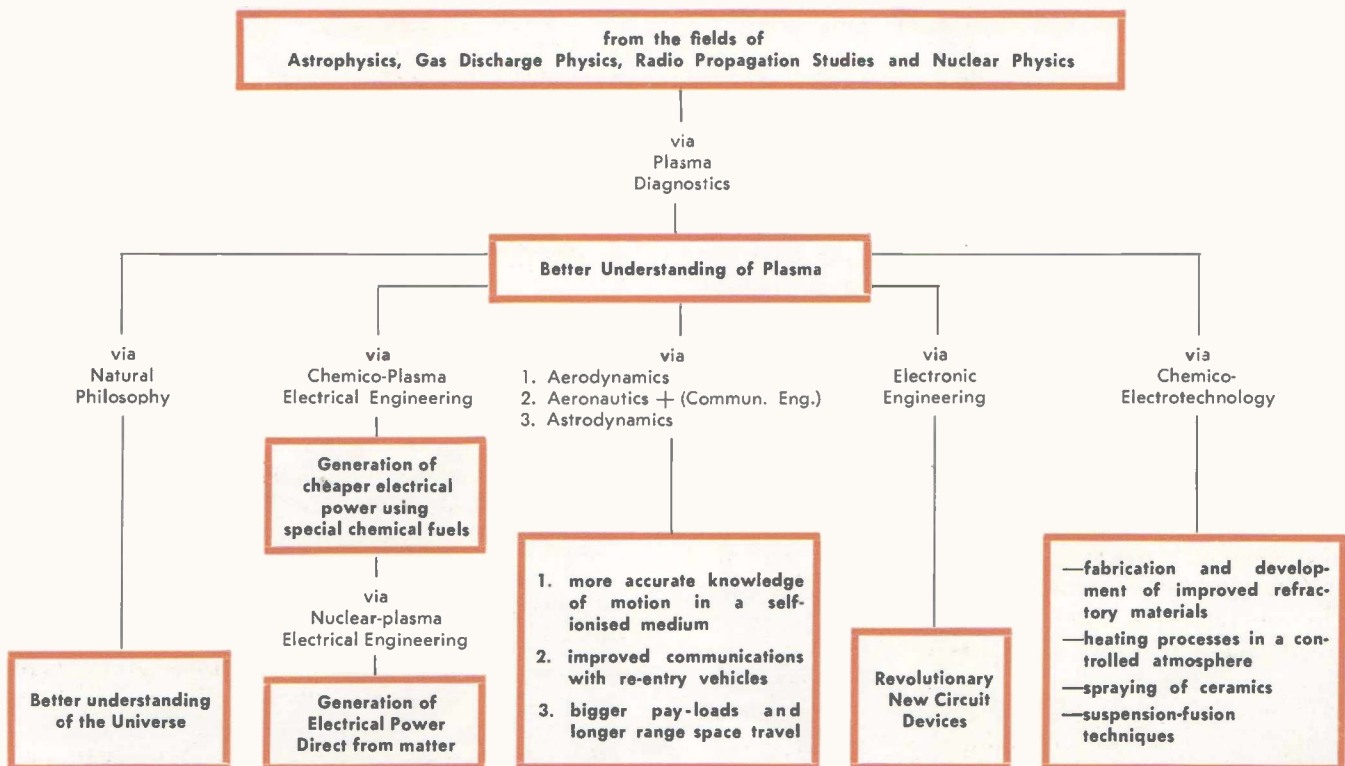 from the fields of
Astrophysics, Gas Discharge Physics, Radio Propagation Studies and Nuclear Physics
via
Plasma
Diagnostics
Better Understanding of Plasma
via
Natural
Philosophy
Better understanding
of the Universe
via
Chemico-Plasma
Electrical Engineering
Generation of
cheaper electrical
power using
special chemical fuels
via
Nuclear-plasma
Electrical Engineering
Generation of
Electrical Power
Direct from matter
via
1. Aerodynamics
2. Aeronautics + (Commun. Eng.)
3. Astrodynamics
1. more accurate knowledge
of motion in a self-
ionised medium
2. improved communications
with re-entry vehicles
3. bigger pay-loads and
longer range space travel
via
Electronic
Engineering
Revolutionary
New Circuit
Devices
via
Chemico-
Electrotechnology
—fabrication and develop-
ment of improved refrac-
tory materials
—heating processes in a con-
trolled atmosphere
—spraying of ceramics
—suspension-fusion
techniques